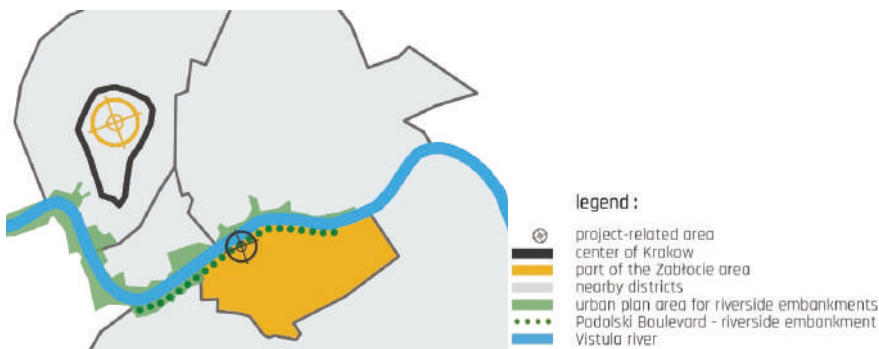 legend :
project-related area
center of Krakow
part of the Zabłocie area
nearby districts
urban plan area for riverside embankments
Podolski Boulevard - riverside embankment
Vistula river